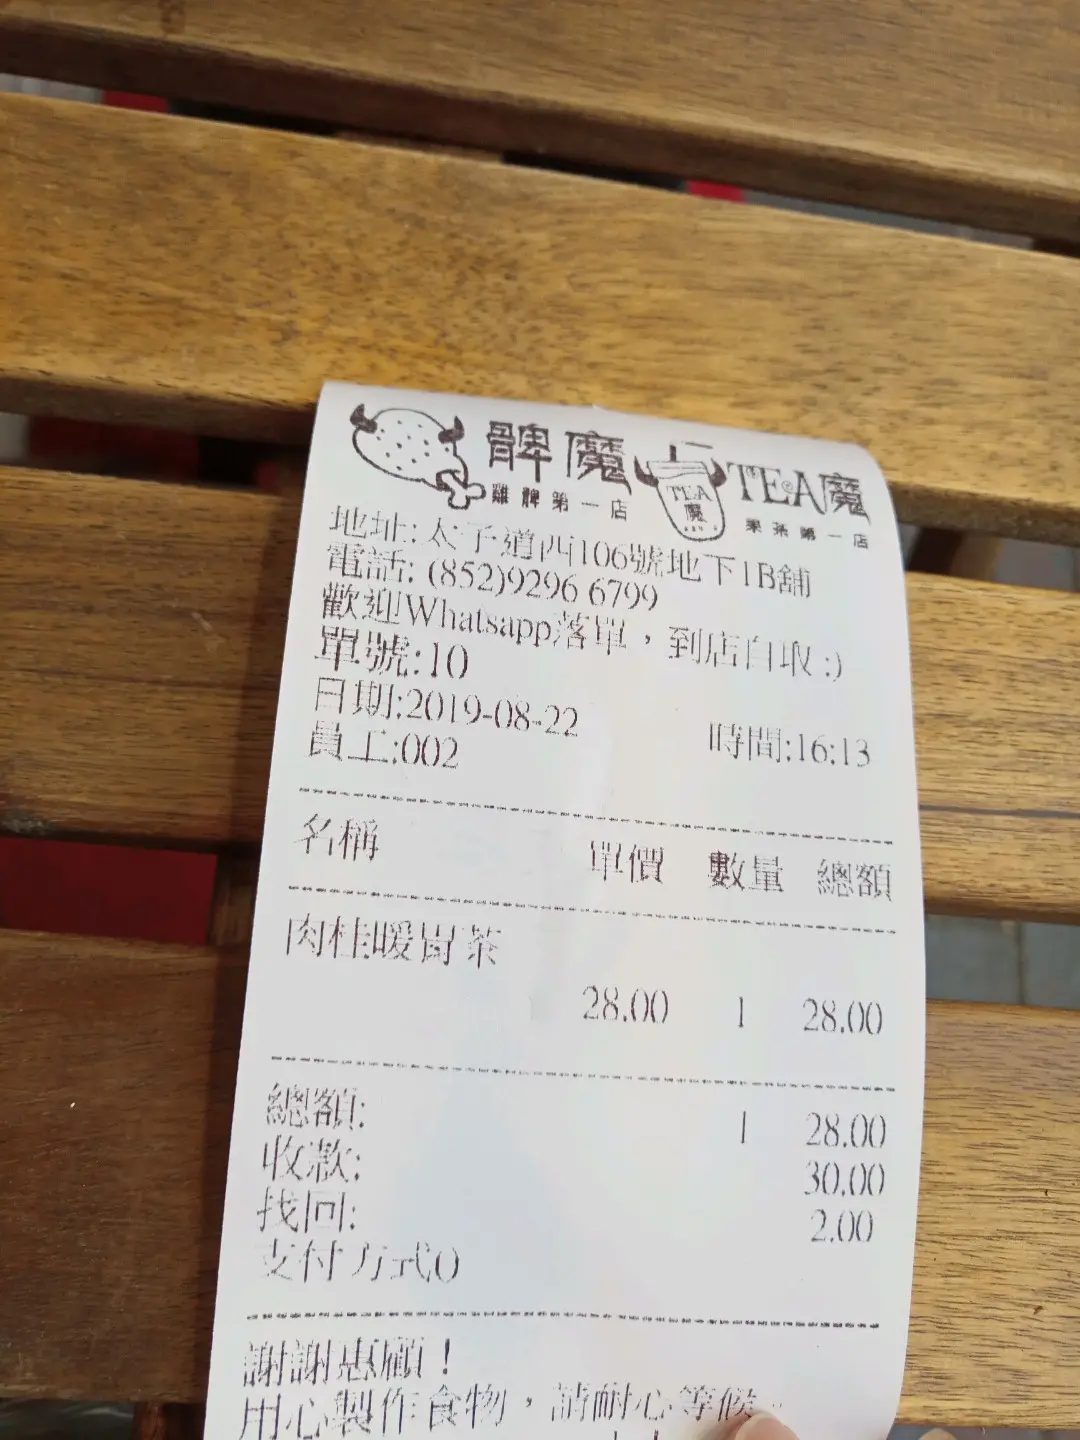 髀魔 TEA魔
雞髀第一店 TEA魔 果茶第一店
地址: 太子道西106號地下1B舖
電話: (852)9296 6799
歡迎Whatsapp落單，到店自取 :)
單號:10
日期:2019-08-22 時間:16:13
員工:002
名稱 單價 數量 總額
肉桂暖胃茶
28.00 1 28.00
總額: 1 28.00
收款: 30.00
找回: 2.00
支付方式()
謝謝惠顧！
用心製作食物，請耐心等候。